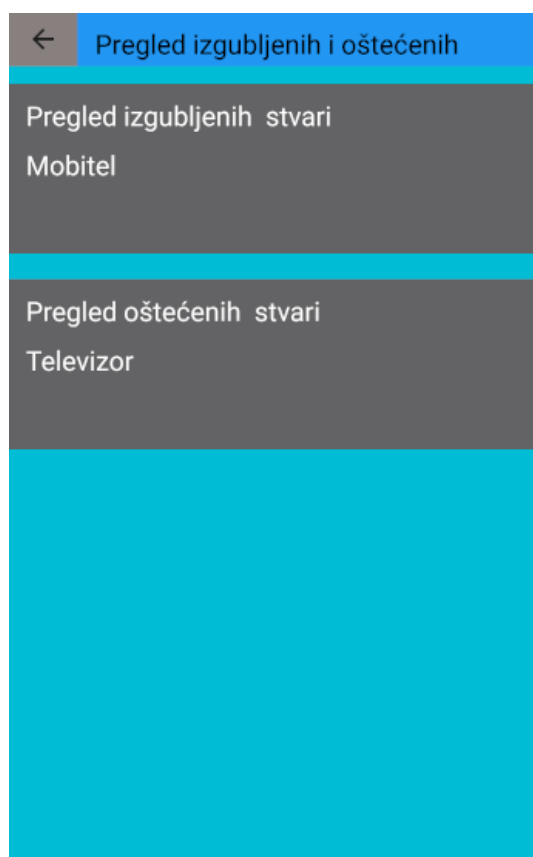 Pregled izgubljenih i oštećenih
Pregled izgubljenih  stvari
Mobitel
Pregled oštećenih  stvari
Televizor